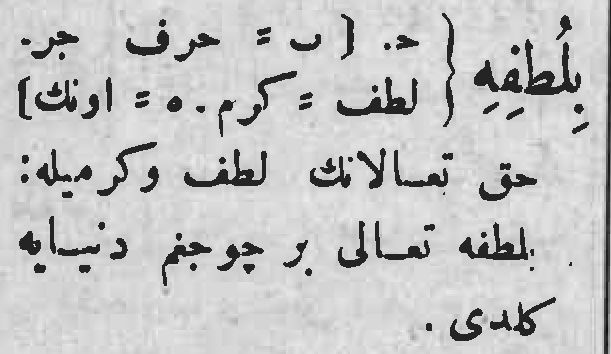 بِلُطفِهِ { ح. [ ب = حرف جر.
لطف = كرم. ه = اونك]
حق تعالانك لطف وكرميله:
بلطفه تعالى بر چوجغم دنيايه
كلدى.